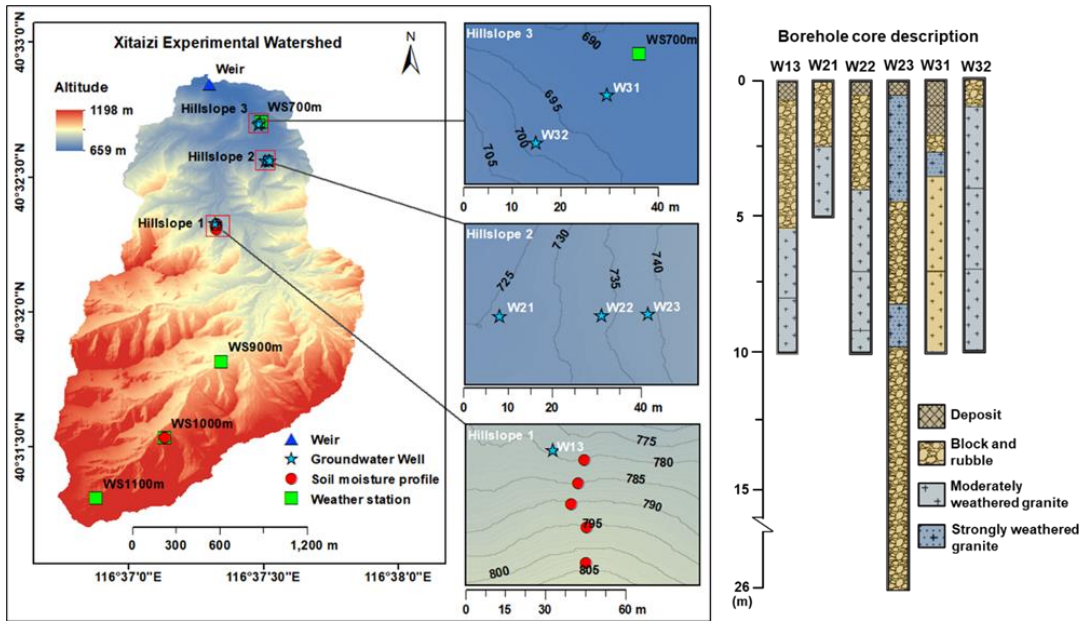 Xitaizi Experimental Watershed
N
Altitude
1198 m
659 m
Weir
Hillslope 3
WS700m
Hillslope 2
Hillslope 1
WS900m
WS1000m
WS1100m
Weir
Groundwater Well
Soil moisture profile
Weather station
0 300 600 1,200 m
40°33'0"N
40°32'30"N
40°32'0"N
40°31'30"N
116°37'0"E
116°37'30"E
116°38'0"E
Hillslope 3
690
WS700m
W31
695
700
W32
705
0 10 20 40 m
Hillslope 2
730
740
725
735
W21
W22
W23
0 10 20 40 m
Hillslope 1
W13
775
780
785
790
795
800
805
0 15 30 60 m
Borehole core description
W13 W21 W22 W23 W31 W32
0
5
10
15
26
(m)
Deposit
Block and
rubble
Moderately
weathered granite
Strongly weathered
granite